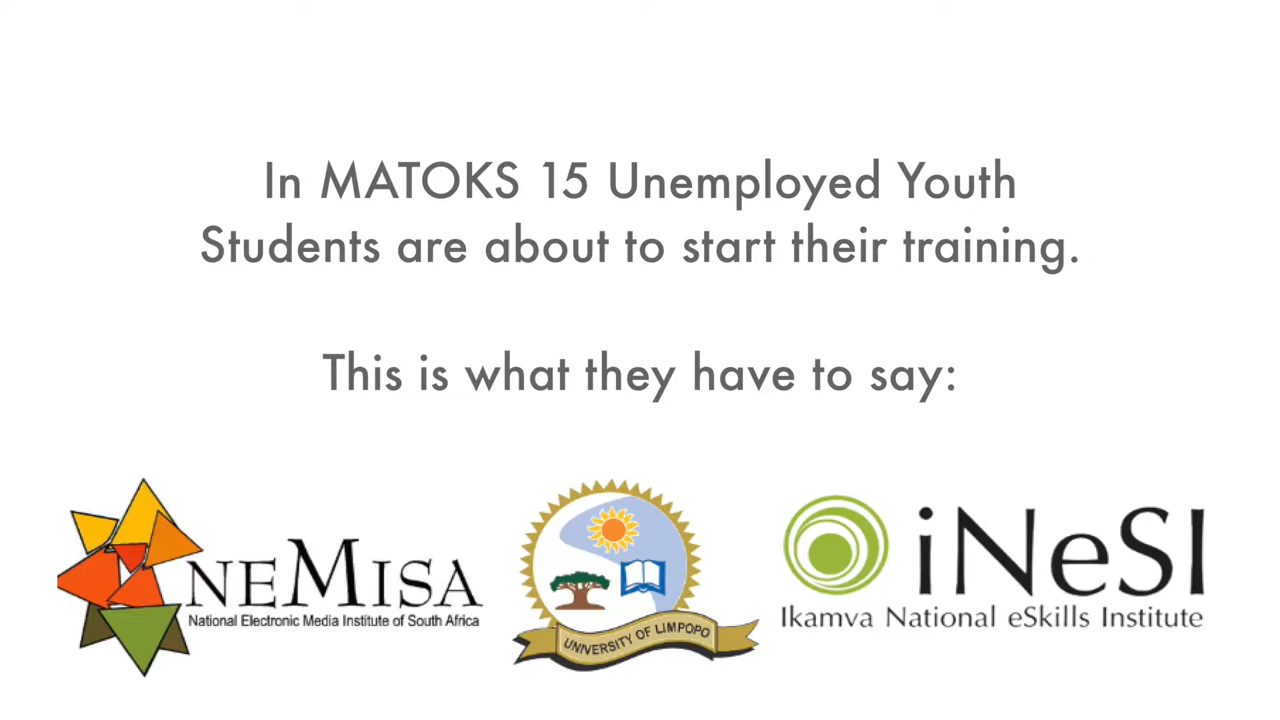 In MATOKS 15 Unemployed Youth
Students are about to start their training.
This is what they have to say:
NEMISA
National Electronic Media Institute of South Africa
UNIVERSITY OF LIMPOPO
iNeSI
Ikamva National eSkills Institute